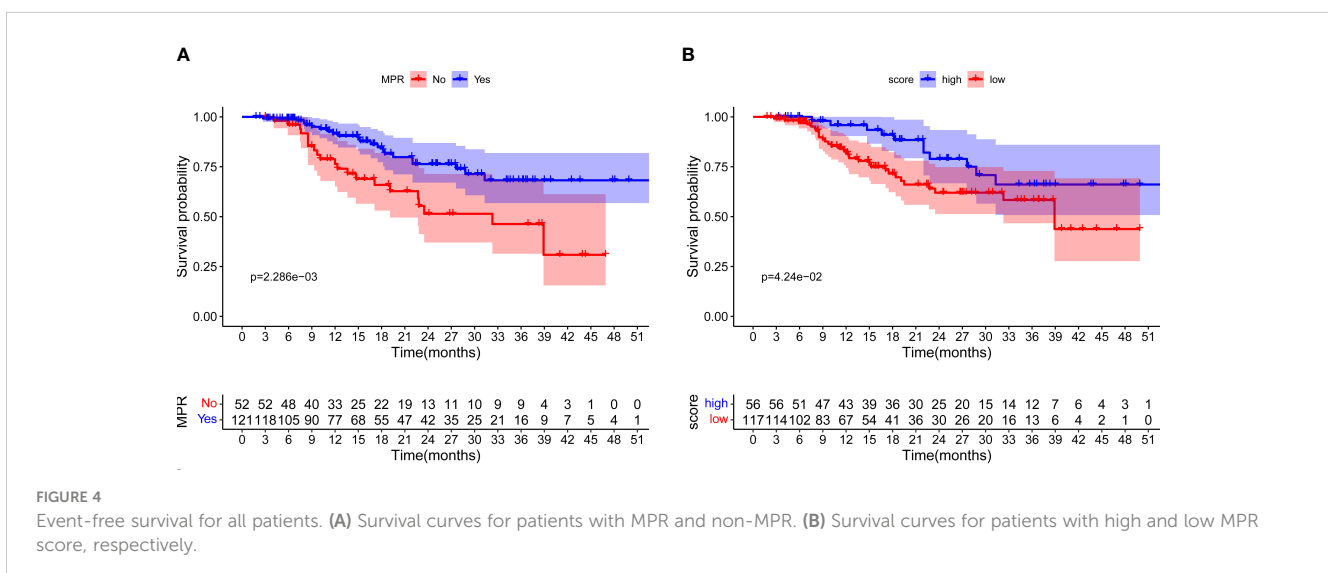 A
B
MPR No Yes
score high low
Survival probability
1.00
0.75
0.50
0.25
0.00
p=2.286e−03
0 3 6 9 12 15 18 21 24 27 30 33 36 39 42 45 48 51
Time(months)
Survival probability
1.00
0.75
0.50
0.25
0.00
p=4.24e−02
0 3 6 9 12 15 18 21 24 27 30 33 36 39 42 45 48 51
Time(months)
MPR
No 52 52 48 40 33 25 22 19 13 11 10 9 9 4 3 1 0 0
Yes 121 118 105 90 77 68 55 47 42 35 25 21 16 9 7 5 4 1
0 3 6 9 12 15 18 21 24 27 30 33 36 39 42 45 48 51
Time(months)
score
high 56 56 51 47 43 39 36 30 25 20 15 14 12 7 6 4 3 1
low 117 114 102 83 67 54 41 36 30 26 20 16 13 6 4 2 1 0
0 3 6 9 12 15 18 21 24 27 30 33 36 39 42 45 48 51
Time(months)
FIGURE 4
Event-free survival for all patients. (A) Survival curves for patients with MPR and non-MPR. (B) Survival curves for patients with high and low MPR
score, respectively.